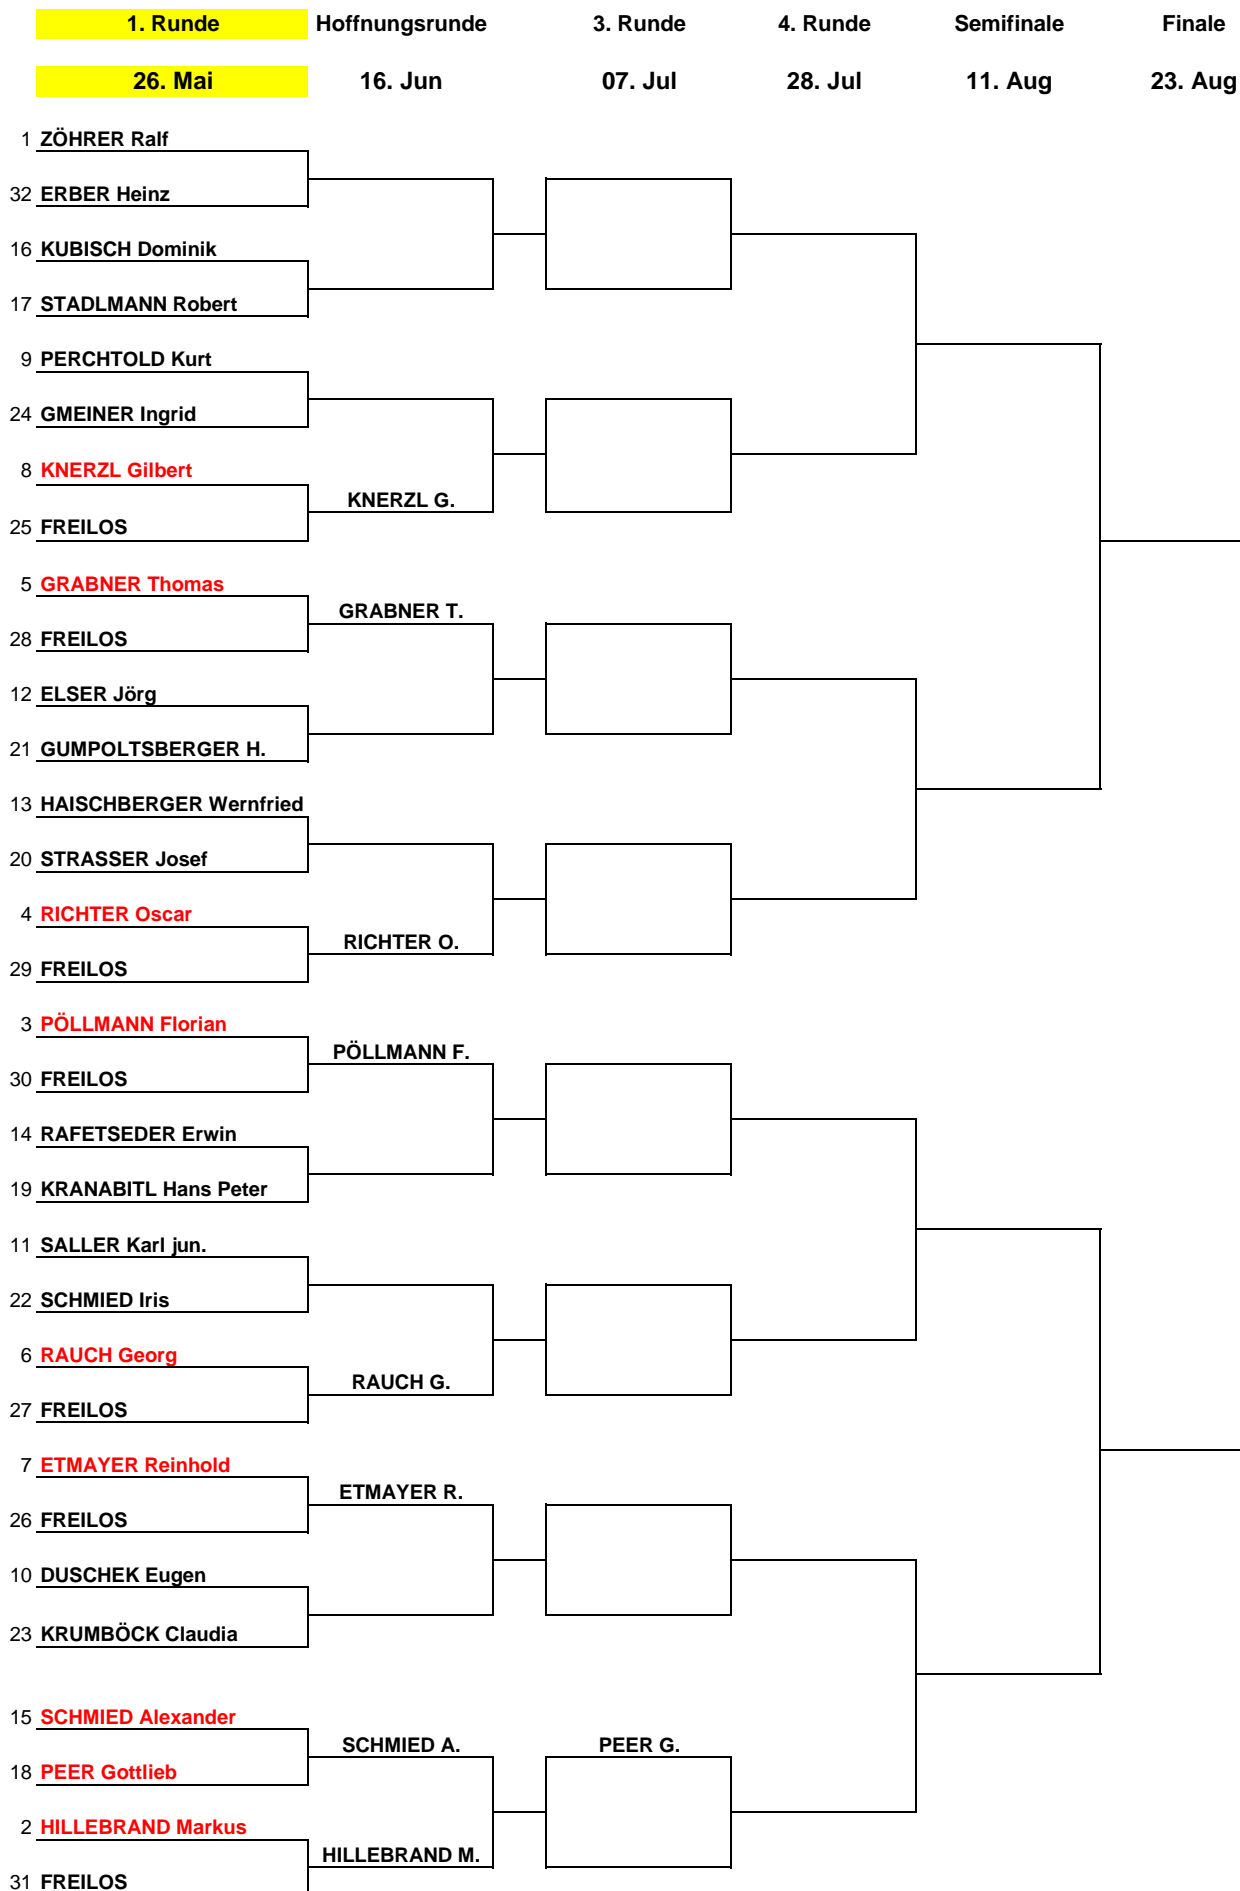 1. Runde Hoffnungsrunde 3. Runde 4. Runde Semifinale Finale
26. Mai 16. Jun 07. Jul 28. Jul 11. Aug 23. Aug
1 ZÖHRER Ralf
32 ERBER Heinz
16 KUBISCH Dominik
17 STADLMANN Robert
9 PERCHTOLD Kurt
24 GMEINER Ingrid
8 KNERZL Gilbert
KNERZL G.
25 FREILOS
5 GRABNER Thomas
GRABNER T.
28 FREILOS
12 ELSER Jörg
21 GUMPOLTSBERGER H.
13 HAISCHBERGER Wernfried
20 STRASSER Josef
4 RICHTER Oscar
RICHTER O.
29 FREILOS
3 PÖLLMANN Florian
PÖLLMANN F.
30 FREILOS
14 RAFETSEDER Erwin
19 KRANABITL Hans Peter
11 SALLER Karl jun.
22 SCHMIED Iris
6 RAUCH Georg
RAUCH G.
27 FREILOS
7 ETMAYER Reinhold
ETMAYER R.
26 FREILOS
10 DUSCHEK Eugen
23 KRUMBÖCK Claudia
15 SCHMIED Alexander
SCHMIED A. PEER G.
18 PEER Gottlieb
2 HILLEBRAND Markus
HILLEBRAND M.
31 FREILOS